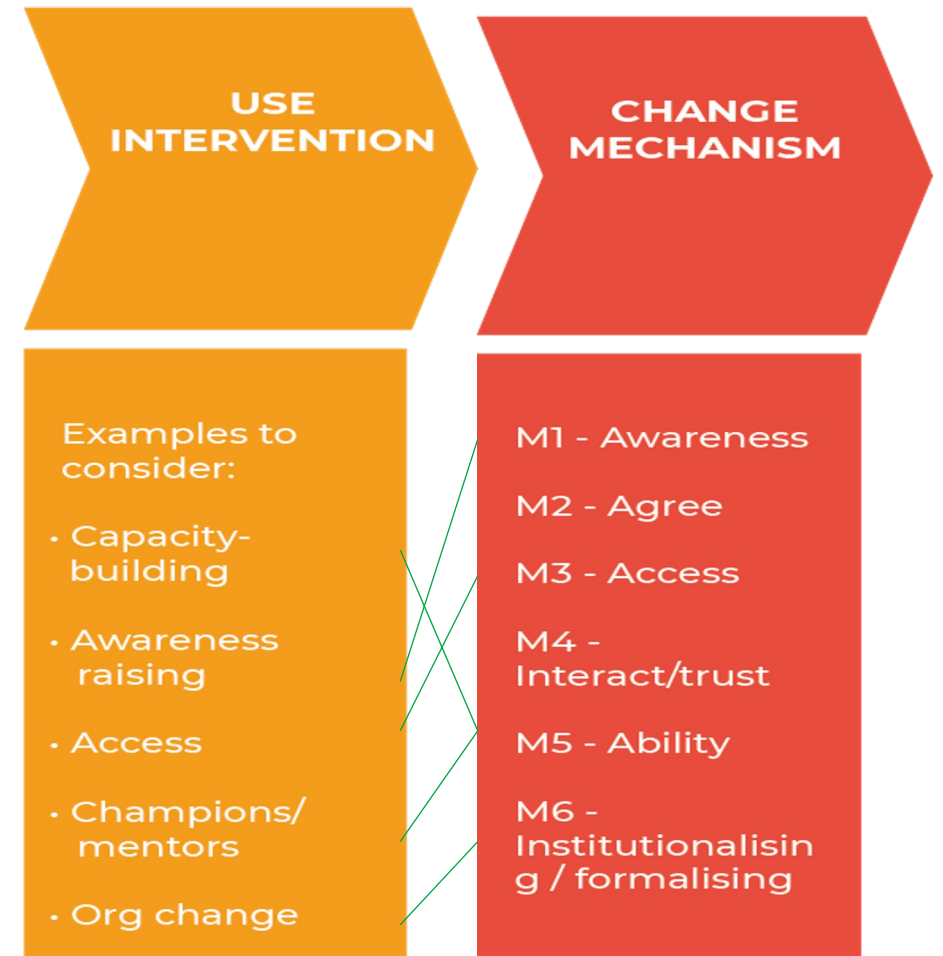 USE
INTERVENTION
CHANGE
MECHANISM
Examples to
consider:
• Capacity-
building
• Awareness
raising
• Access
• Champions/
mentors
• Org change
M1 - Awareness
M2 - Agree
M3 - Access
M4 -
Interact/trust
M5 - Ability
M6 -
Institutionalisin
g / formalising